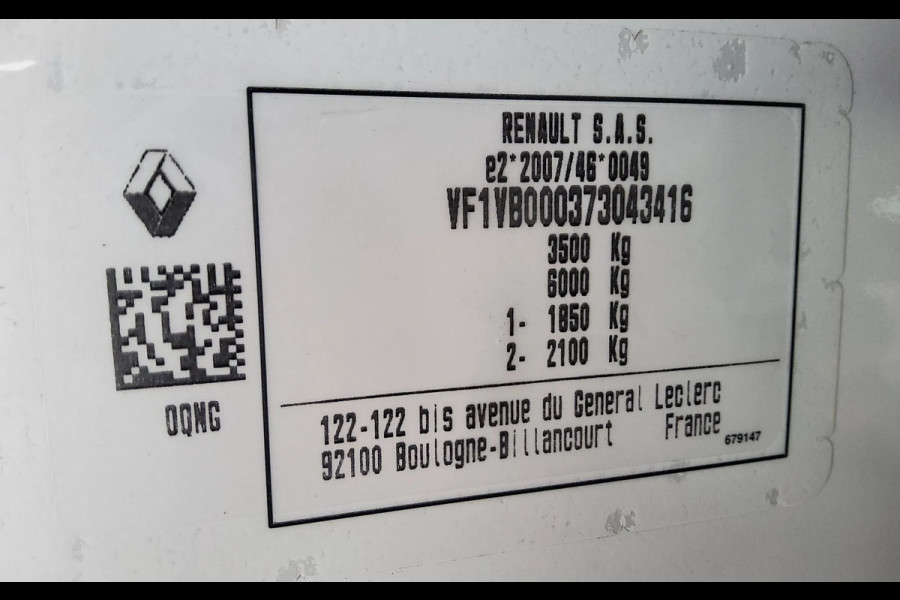 RENAULT S.A.S.
e2*2007/46*0049
VF1VB000373043416
3500 Kg
6000 Kg
1- 1850 Kg
2- 2100 Kg
0QNG
122-122 bis avenue du General Leclerc
92100 Boulogne-Billancourt France
679147